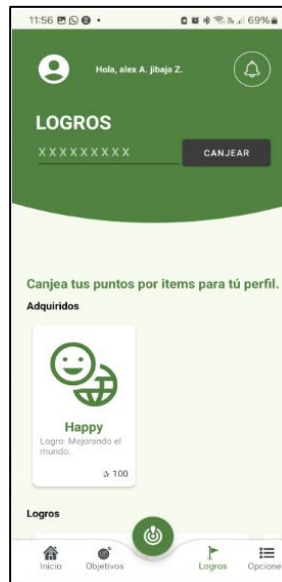 11:56
69%
Hola, alex A. jibaja Z.
LOGROS
XXXXXXXXX
CANJEAR
Canjea tus puntos por items para tú perfil.
Adquiridos
Happy
Logro: Mejorando el
mundo.
100
Logros
Inicio
Objetivos
Logros
Opcione